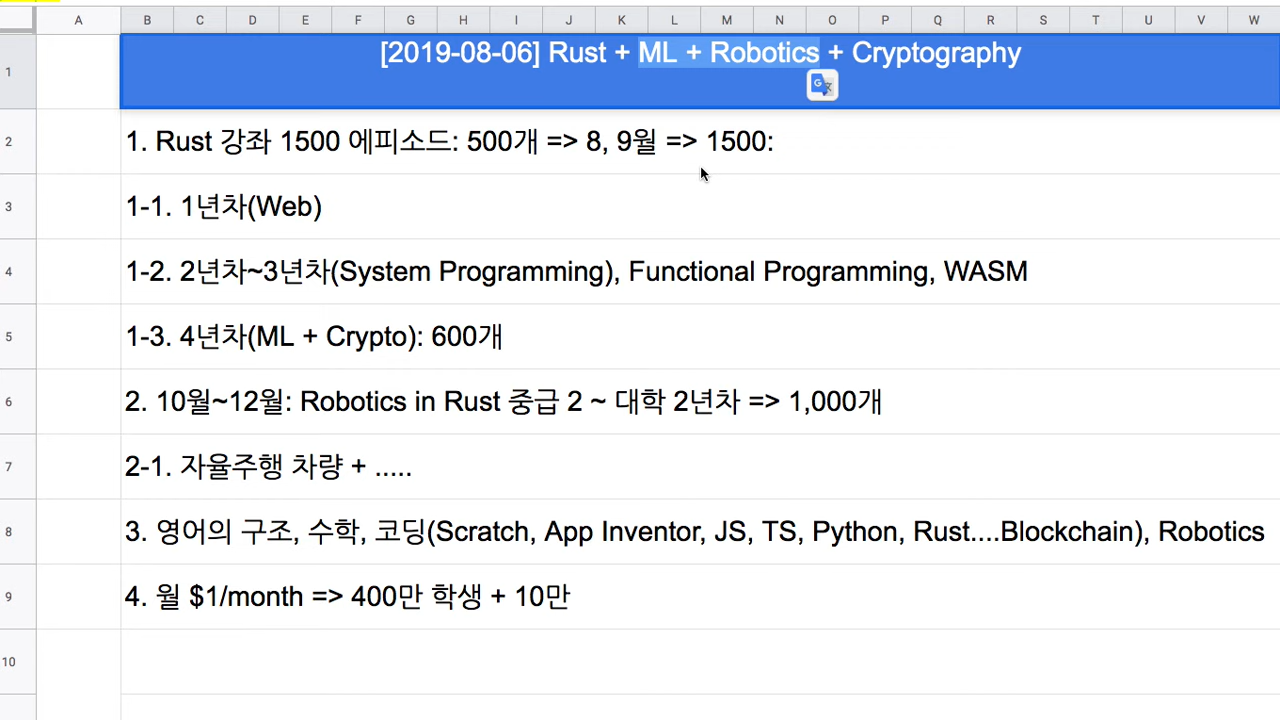 A B C D E F G H I J K L M N O P Q R S T U V W
1 [2019-08-06] Rust + ML + Robotics + Cryptography
2 1. Rust 강좌 1500 에피소드: 500개 => 8, 9월 => 1500:
3 1-1. 1년차(Web)
4 1-2. 2년차~3년차(System Programming), Functional Programming, WASM
5 1-3. 4년차(ML + Crypto): 600개
6 2. 10월~12월: Robotics in Rust 중급 2 ~ 대학 2년차 => 1,000개
7 2-1. 자율주행 차량 + .....
8 3. 영어의 구조, 수학, 코딩(Scratch, App Inventor, JS, TS, Python, Rust....Blockchain), Robotics
9 4. 월 $1/month => 400만 학생 + 10만
10